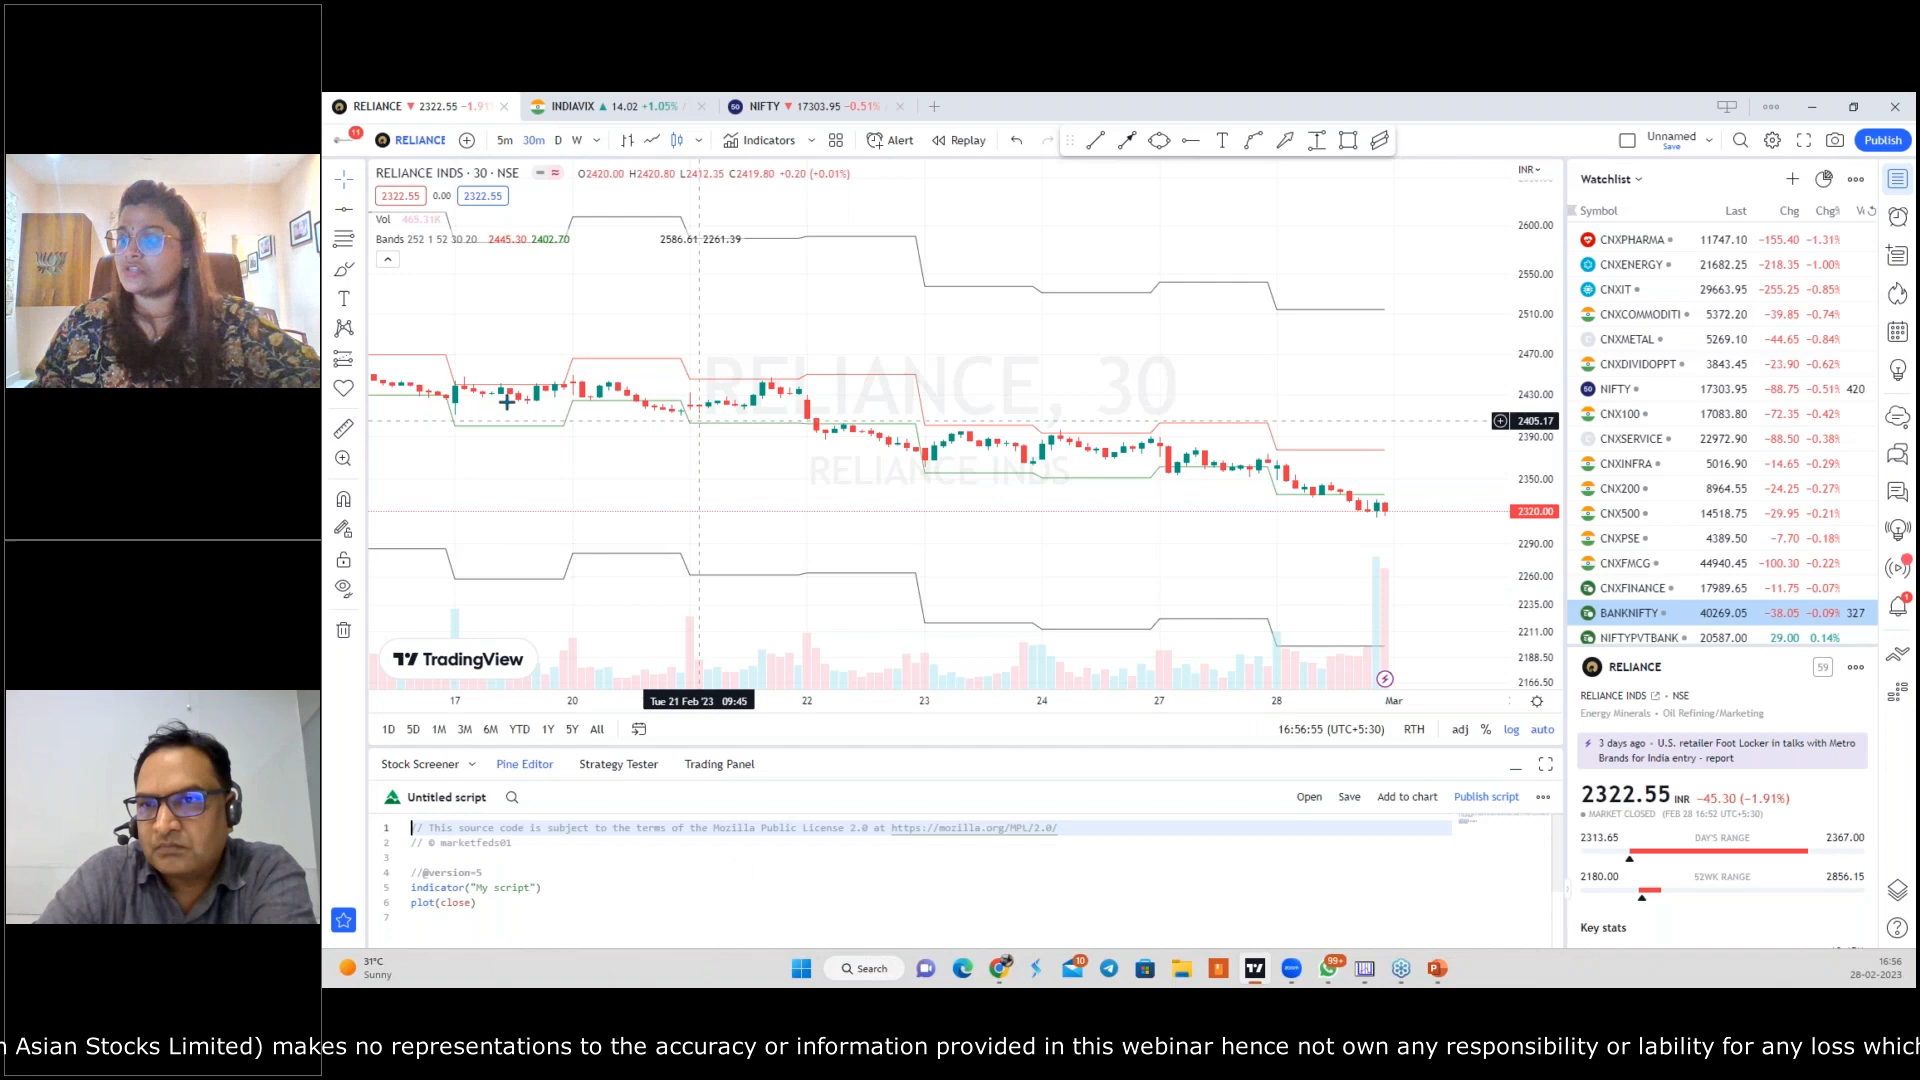 RELIANCE ▼ 2322.55 −1.91%
INDIAVIX ▲ 14.02 +1.05%
NIFTY ▼ 17303.95 −0.51%
11
RELIANCE
5m 30m D W
Indicators
Alert
Replay
Unnamed
Save
Publish
RELIANCE INDS · 30 · NSE
O2420.00 H2420.80 L2412.35 C2419.80 +0.20 (+0.01%)
2322.55 0.00 2322.55
Vol 465.31K
Bands 252 1 52 30 20 2445.30 2402.70 2586.61 2261.39
INR
2600.00
2550.00
2510.00
2470.00
2430.00
2405.17
2390.00
2350.00
2320.00
2290.00
2260.00
2235.00
2211.00
2188.50
2166.50
RELIANCE, 30
RELIANCE INDS
TradingView
17 20 Tue 21 Feb '23 09:45 22 23 24 27 28 Mar
1D 5D 1M 3M 6M YTD 1Y 5Y All
16:56:55 (UTC+5:30) RTH adj % log auto
Stock Screener Pine Editor Strategy Tester Trading Panel
Untitled script
Open Save Add to chart Publish script
1 // This source code is subject to the terms of the Mozilla Public License 2.0 at https://mozilla.org/MPL/2.0/
2 // © marketfeds01
3
4 //@version=5
5 indicator("My script")
6 plot(close)
7
Watchlist
Symbol Last Chg Chg%
CNXPHARMA 11747.10 −155.40 −1.31%
CNXENERGY 21682.25 −218.35 −1.00%
CNXIT 29663.95 −255.25 −0.85%
CNXCOMMODITI 5372.20 −39.85 −0.74%
CNXMETAL 5269.10 −44.65 −0.84%
CNXDIVIDOPPT 3843.45 −23.90 −0.62%
NIFTY 17303.95 −88.75 −0.51% 420
CNX100 17083.80 −72.35 −0.42%
CNXSERVICE 22972.90 −88.50 −0.38%
CNXINFRA 5016.90 −14.65 −0.29%
CNX200 8964.55 −24.25 −0.27%
CNX500 14518.75 −29.95 −0.21%
CNXPSE 4389.50 −7.70 −0.18%
CNXFMCG 44940.45 −100.30 −0.22%
CNXFINANCE 17989.65 −11.75 −0.07%
BANKNIFTY 40269.05 −38.05 −0.09% 327
NIFTYPVTBANK 20587.00 29.00 0.14%
RELIANCE 59
RELIANCE INDS • NSE
Energy Minerals • Oil Refining/Marketing
3 days ago · U.S. retailer Foot Locker in talks with Metro
Brands for India entry - report
2322.55 INR −45.30 (−1.91%)
MARKET CLOSED (FEB 28 16:52 UTC+5:30)
2313.65 DAY'S RANGE 2367.00
2180.00 52WK RANGE 2856.15
Key stats
31°C
Sunny
Search
10
99+
16:56
28-02-2023
Asian Stocks Limited) makes no representations to the accuracy or information provided in this webinar hence not own any responsibility or lability for any loss which